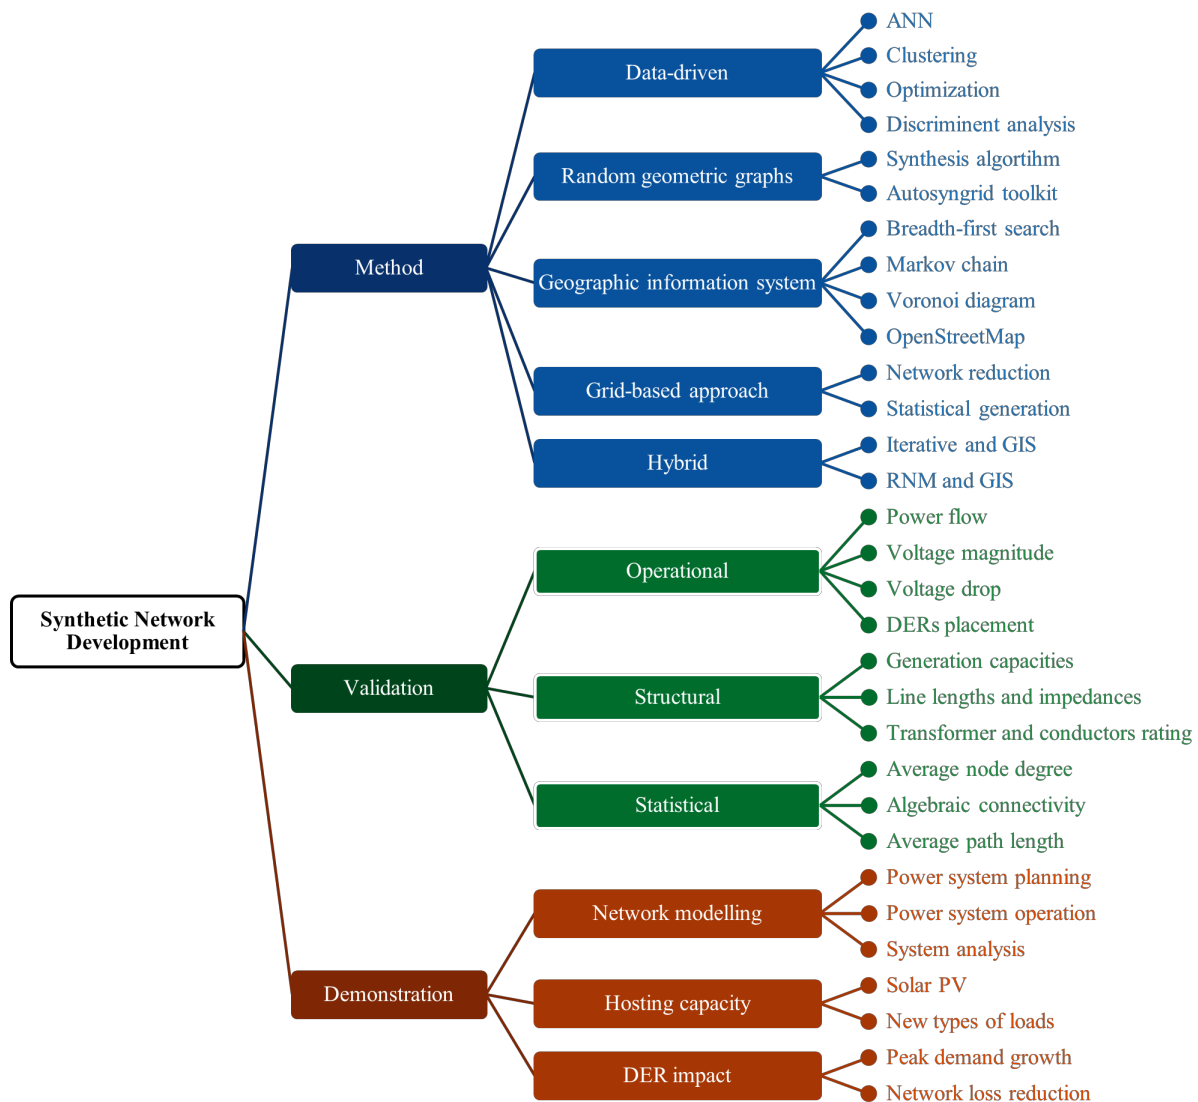 Synthetic Network
Development
Method
Data-driven
ANN
Clustering
Optimization
Discriminent analysis
Random geometric graphs
Synthesis algortihm
Autosyngrid toolkit
Geographic information system
Breadth-first search
Markov chain
Voronoi diagram
OpenStreetMap
Grid-based approach
Network reduction
Statistical generation
Hybrid
Iterative and GIS
RNM and GIS
Validation
Operational
Power flow
Voltage magnitude
Voltage drop
DERs placement
Structural
Generation capacities
Line lengths and impedances
Transformer and conductors rating
Statistical
Average node degree
Algebraic connectivity
Average path length
Demonstration
Network modelling
Power system planning
Power system operation
System analysis
Hosting capacity
Solar PV
New types of loads
DER impact
Peak demand growth
Network loss reduction